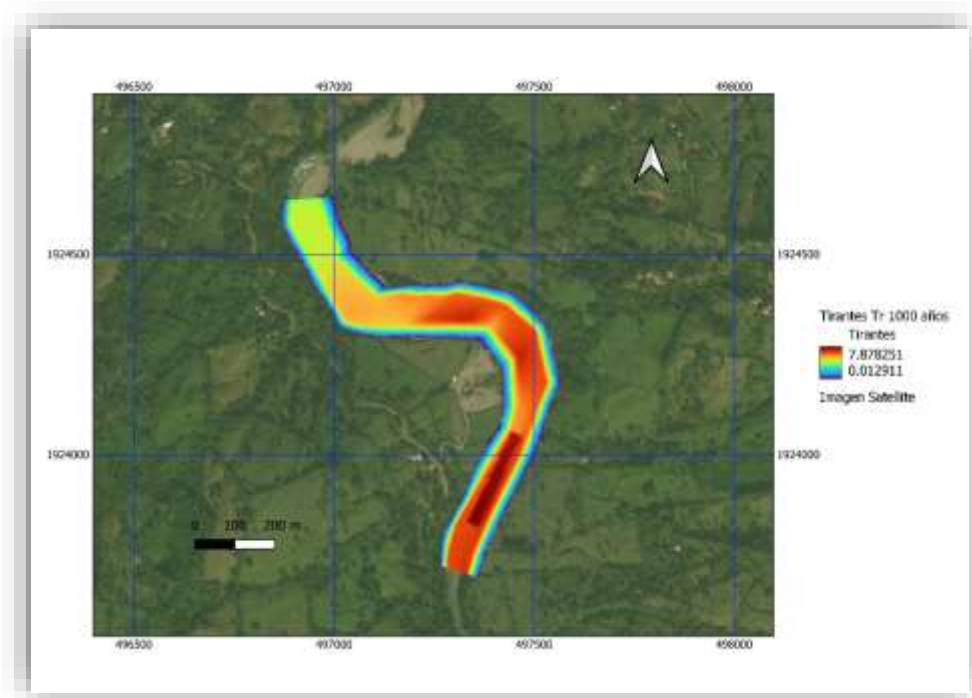 496500 497000 497500 498000
1924500 1924500
Tirantes Tr 1000 años
Tirantes
7.878251
0.012911
Imagen Satellite
1924000 1924000
0 100 200 m
496500 497000 497500 498000